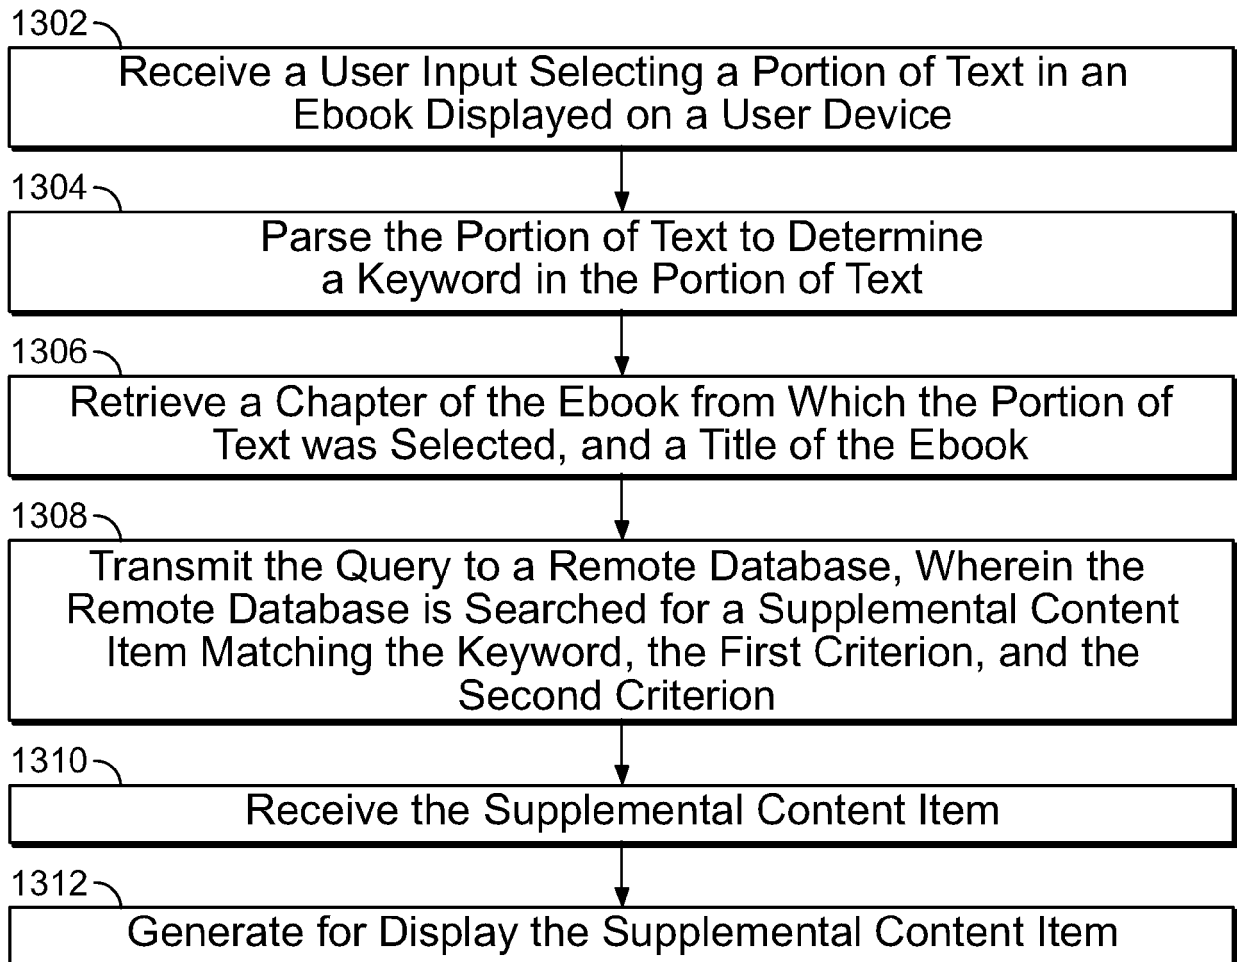 1302
Receive a User Input Selecting a Portion of Text in an
Ebook Displayed on a User Device
1304
Parse the Portion of Text to Determine
a Keyword in the Portion of Text
1306
Retrieve a Chapter of the Ebook from Which the Portion of
Text was Selected, and a Title of the Ebook
1308
Transmit the Query to a Remote Database, Wherein the
Remote Database is Searched for a Supplemental Content
Item Matching the Keyword, the First Criterion, and the
Second Criterion
1310
Receive the Supplemental Content Item
1312
Generate for Display the Supplemental Content Item